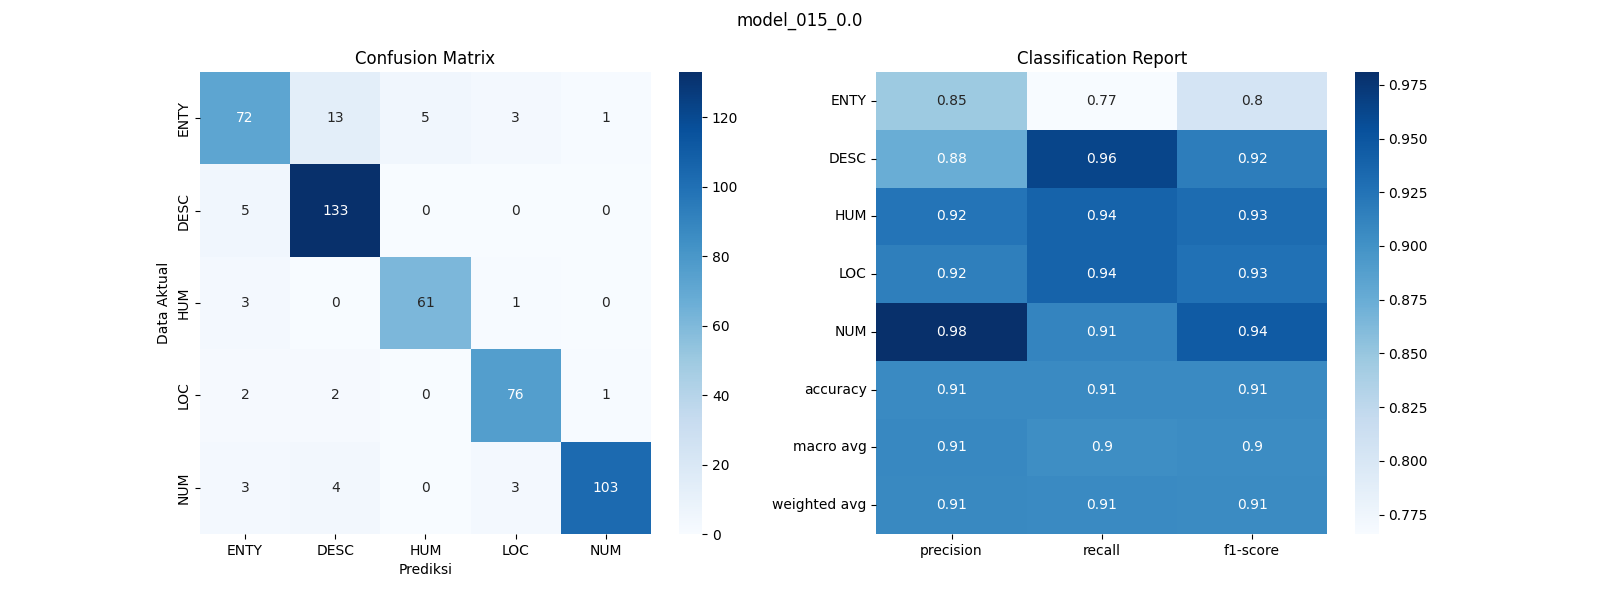 model_015_0.0
Confusion Matrix
Data Aktual
ENTY 72 13 5 3 1
DESC 5 133 0 0 0
HUM 3 0 61 1 0
LOC 2 2 0 76 1
NUM 3 4 0 3 103
ENTY DESC HUM LOC NUM
Prediksi
120
100
80
60
40
20
0
Classification Report
ENTY 0.85 0.77 0.8
DESC 0.88 0.96 0.92
HUM 0.92 0.94 0.93
LOC 0.92 0.94 0.93
NUM 0.98 0.91 0.94
accuracy 0.91 0.91 0.91
macro avg 0.91 0.9 0.9
weighted avg 0.91 0.91 0.91
precision recall f1-score
0.975
0.950
0.925
0.900
0.875
0.850
0.825
0.800
0.775